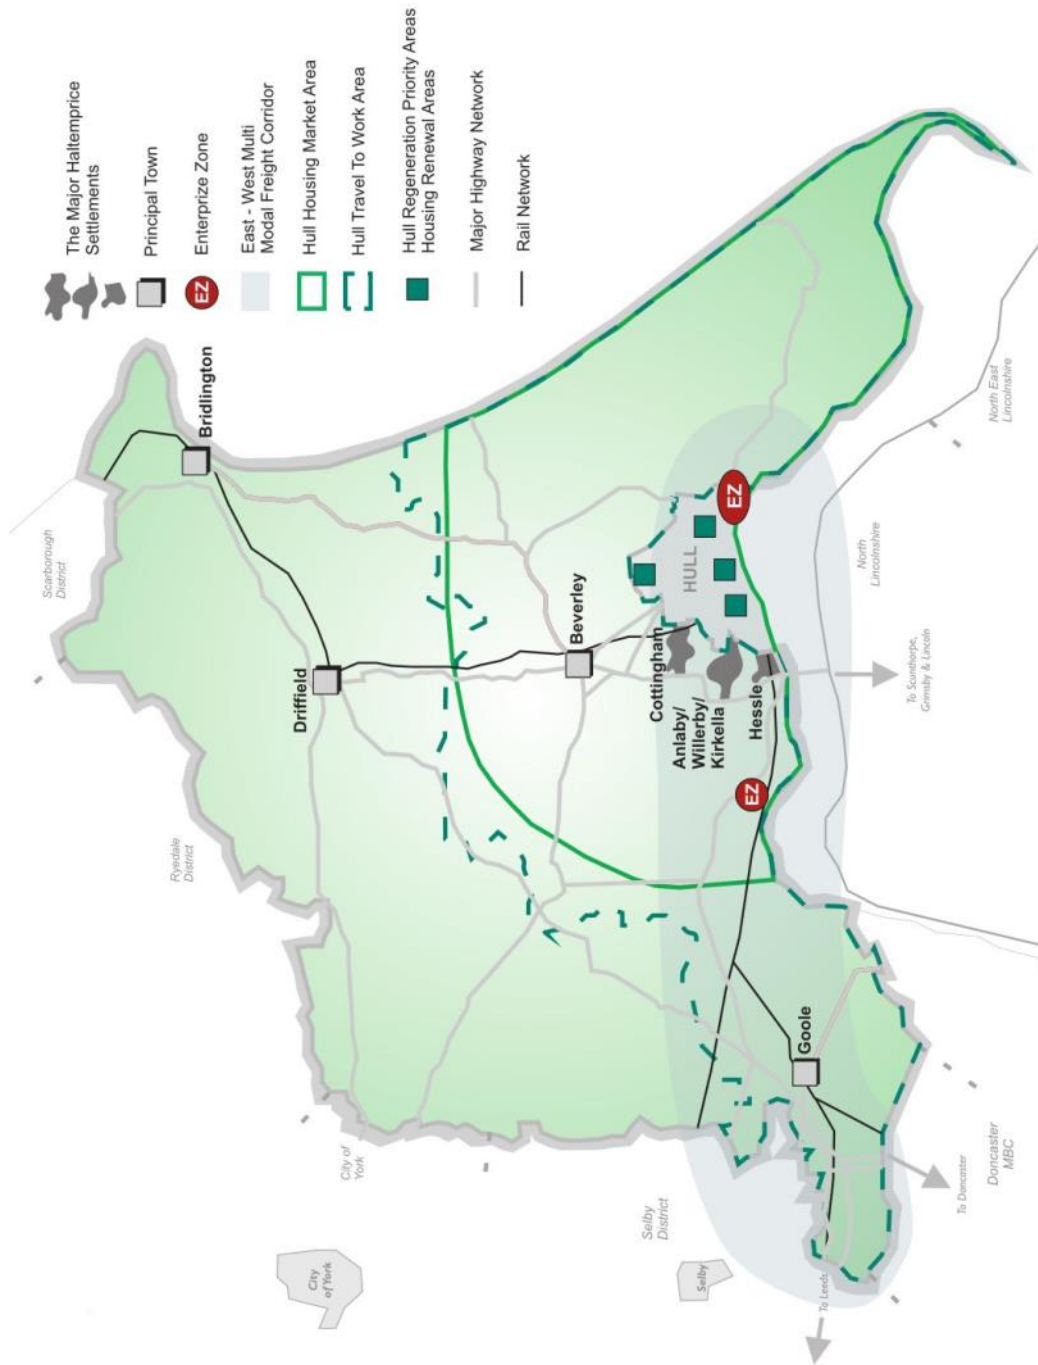 The Major Haltemprice
Settlements
Principal Town
EZ
Enterprize Zone
East - West Multi
Modal Freight Corridor
Hull Housing Market Area
Hull Travel To Work Area
Hull Regeneration Priority Areas
Housing Renewal Areas
Major Highway Network
Rail Network
Scarborough
District
Bridlington
Ryedale
District
Driffield
City of
York
City
of York
Beverley
HULL
Cottingham
Anlaby/
Willerby/
Kirkella
Hessle
EZ
EZ
Goole
Selby
District
Selby
To Leeds
To Doncaster
Doncaster
MBC
To Scunthorpe,
Grimsby & Lincoln
North
Lincolnshire
North East
Lincolnshire